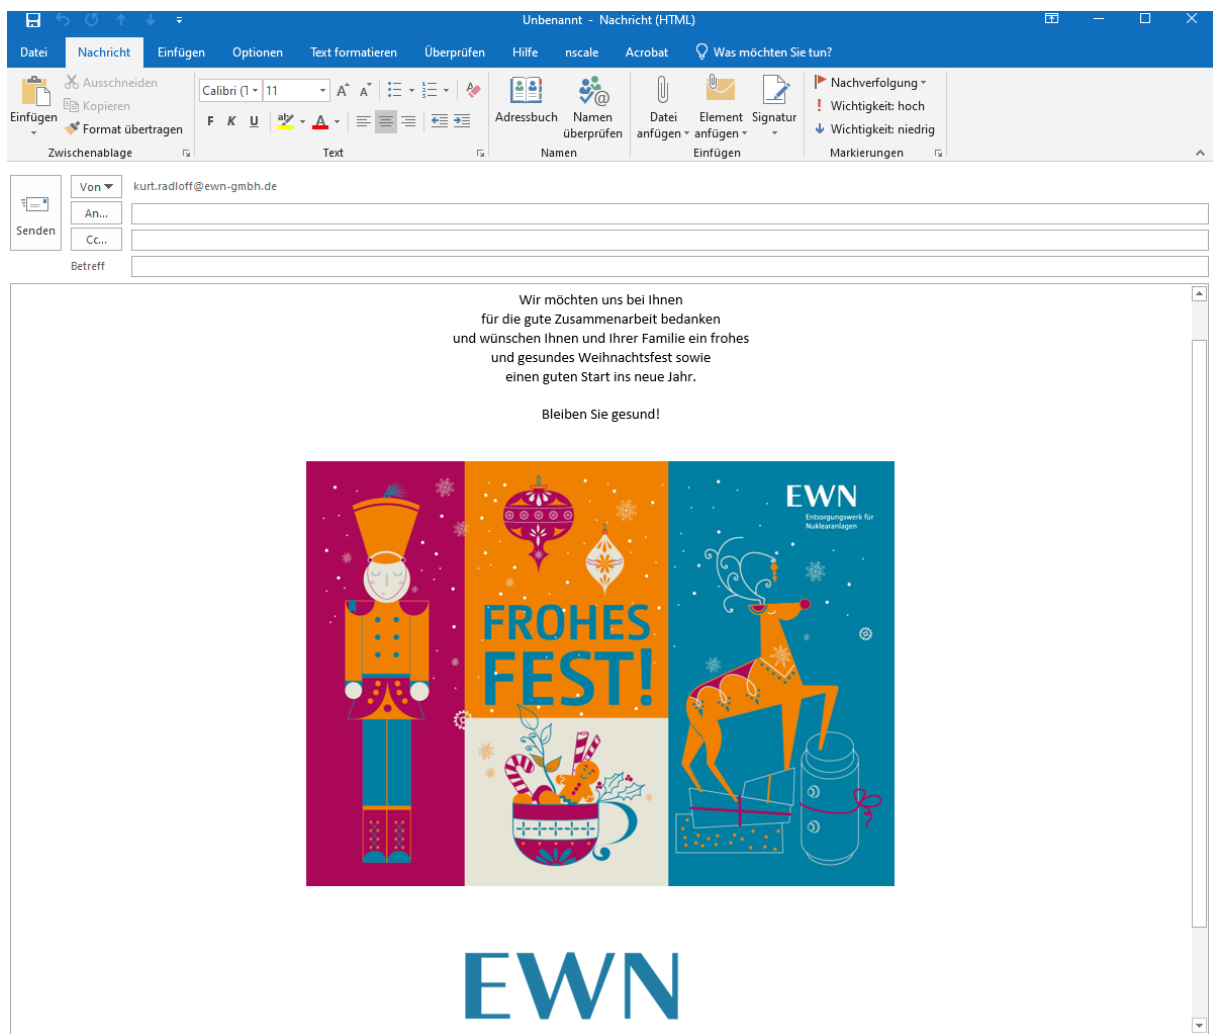 Unbenannt - Nachricht (HTML)
Datei Nachricht Einfügen Optionen Text formatieren Überprüfen Hilfe nscale Acrobat Was möchten Sie tun?
Einfügen
Ausschneiden
Kopieren
Format übertragen
Zwischenablage
Calibri (T 11
F K U
Text
Adressbuch
Namen überprüfen
Namen
Datei anfügen
Element anfügen
Signatur
Einfügen
Nachverfolgung
Wichtigkeit: hoch
Wichtigkeit: niedrig
Markierungen
Senden
Von kurt.radloff@ewn-gmbh.de
An...
Cc...
Betreff
Wir möchten uns bei Ihnen
für die gute Zusammenarbeit bedanken
und wünschen Ihnen und Ihrer Familie ein frohes
und gesundes Weihnachtsfest sowie
einen guten Start ins neue Jahr.
Bleiben Sie gesund!
EWN
Entsorgungswerk für
Nuklearanlagen
FROHES
FEST!
EWN